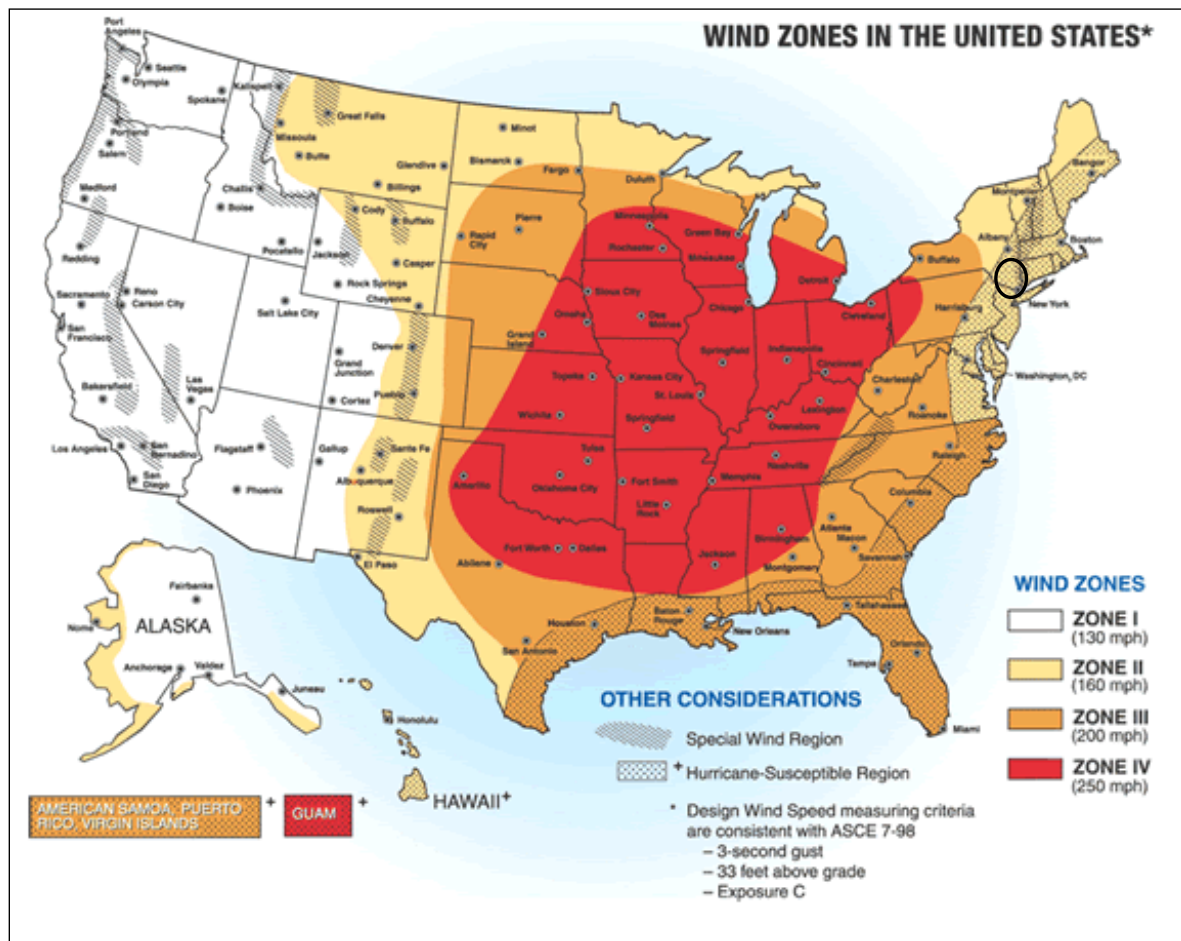 WIND ZONES IN THE UNITED STATES*
Port
Angeles
Seattle
Olympia
Spokane
Kalispell
Great Falls
Minot
Portland
Missoula
Salem
Butte
Glendive
Bismarck
Fargo
Duluth
Bangor
Montpelier
Medford
Challis
Billings
Boise
Cody
Buffalo
Pierre
Minneapolis
Green Bay
Albany
Boston
Rapid
City
Rochester
Buffalo
Redding
Pocatello
Jackson
Casper
Milwaukee
Detroit
New York
Rock Springs
Sioux City
Chicago
Cleveland
Harrisburg
Sacramento
Reno
Carson City
Salt Lake City
Cheyenne
Omaha
Des
Moines
San
Francisco
Grand
Island
Denver
Springfield
Indianapolis
Cincinnati
Washington, DC
Grand
Junction
Topeka
Kansas City
Charleston
Bakersfield
Las
Vegas
Cortez
Pueblo
St. Louis
Lexington
Roanoke
Wichita
Springfield
Owensboro
Los Angeles
San
Bernadino
Flagstaff
Gallup
Santa Fe
Tulsa
Nashville
Raleigh
San
Diego
Phoenix
Albuquerque
Amarillo
Oklahoma City
Fort Smith
Memphis
Little
Rock
Columbia
Roswell
Birmingham
Atlanta
Macon
El Paso
Fort Worth
Dallas
Abilene
Jackson
Montgomery
Savannah
Houston
Baton
Rouge
New Orleans
Tallahassee
San Antonio
Orlando
Tampa
Miami
Fairbanks
Nome
ALASKA
Anchorage
Valdez
Juneau
Honolulu
HAWAII+
AMERICAN SAMOA, PUERTO
RICO, VIRGIN ISLANDS
+
GUAM
+
OTHER CONSIDERATIONS
Special Wind Region
+ Hurricane-Susceptible Region
* Design Wind Speed measuring criteria
are consistent with ASCE 7-98
– 3-second gust
– 33 feet above grade
– Exposure C
WIND ZONES
ZONE I
(130 mph)
ZONE II
(160 mph)
ZONE III
(200 mph)
ZONE IV
(250 mph)